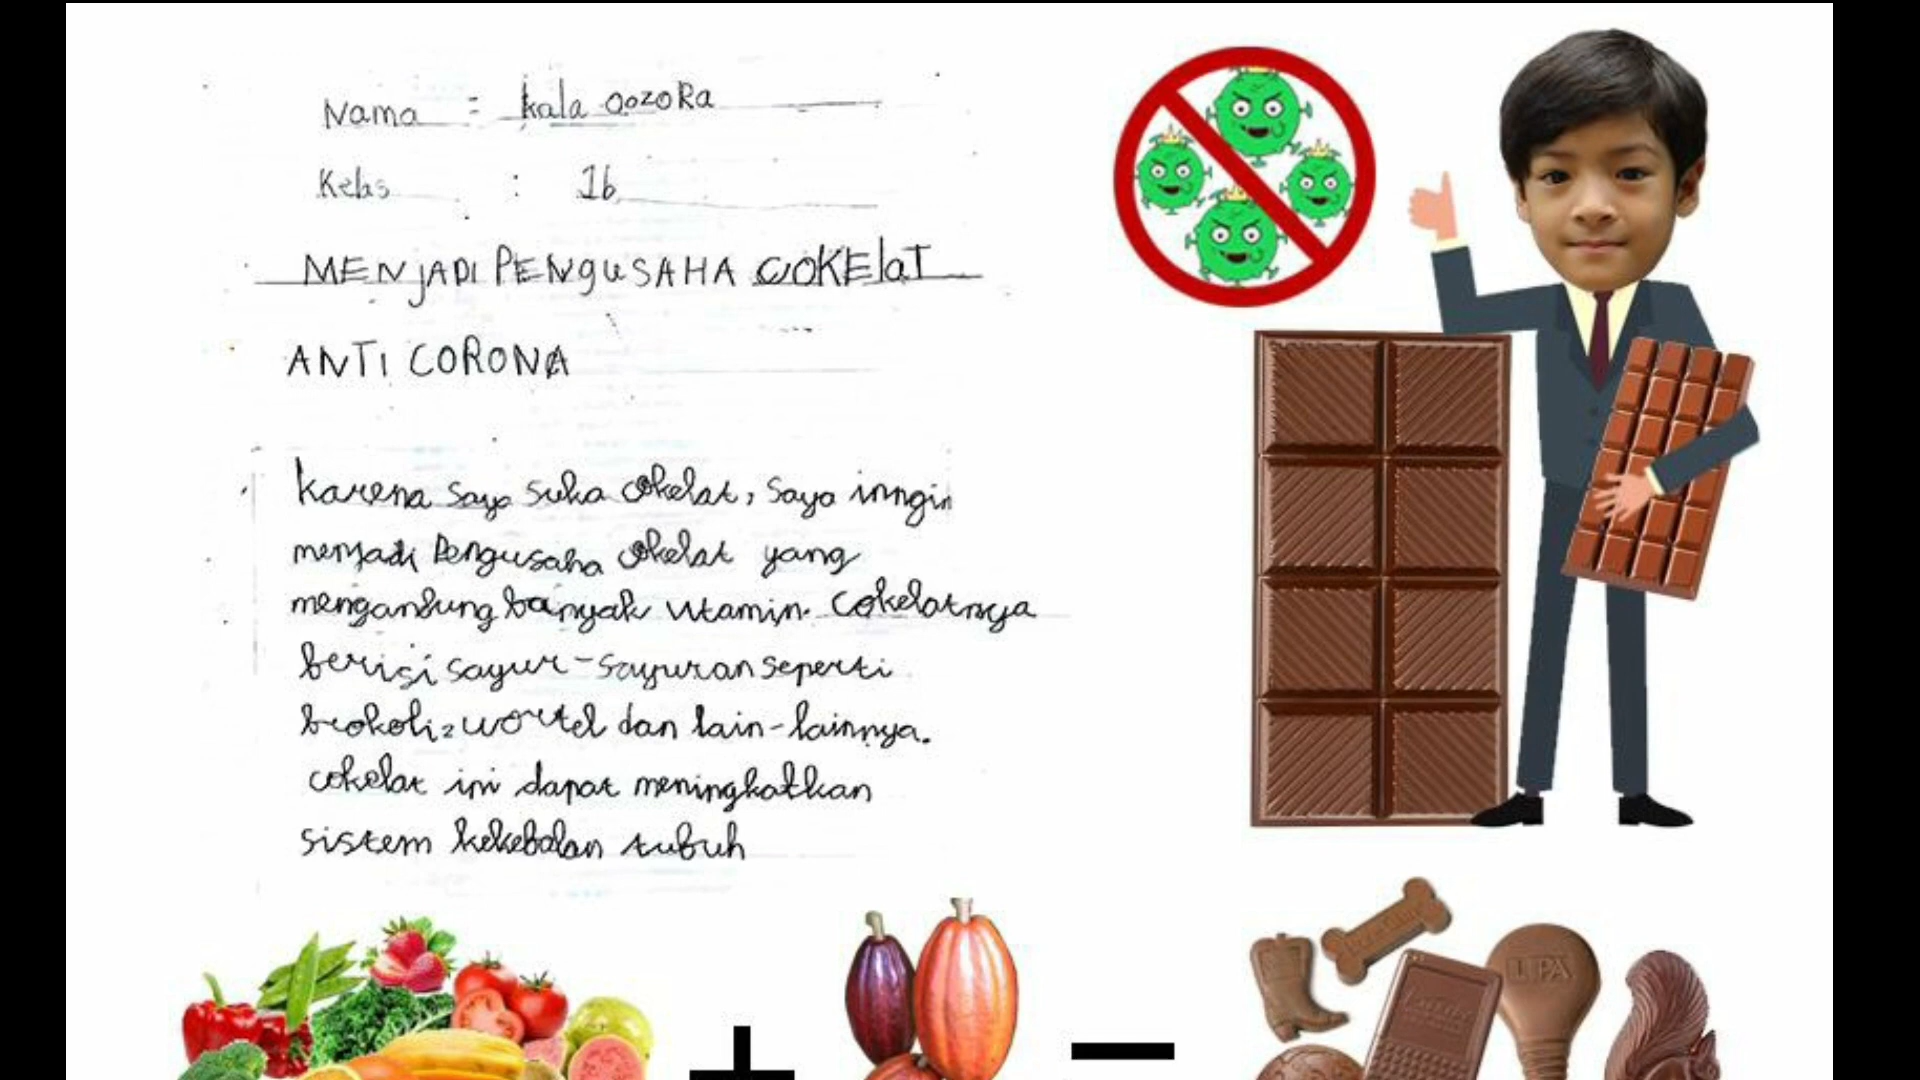 Nama : kala aozoRa
Kelas : 1b
MENJADI PENGUSAHA COKElaT
ANTI CORONA
karena saya suka cokelat, saya inngin
menjadi Pengusaha cokelat yang
mengandung banyak vitamin. Cokelatnya
berisi sayur-sayuran seperti
brokoli, wortel dan lain-lainnya.
cokelat ini dapat meningkatkan
sistem kekebalan tubuh
+